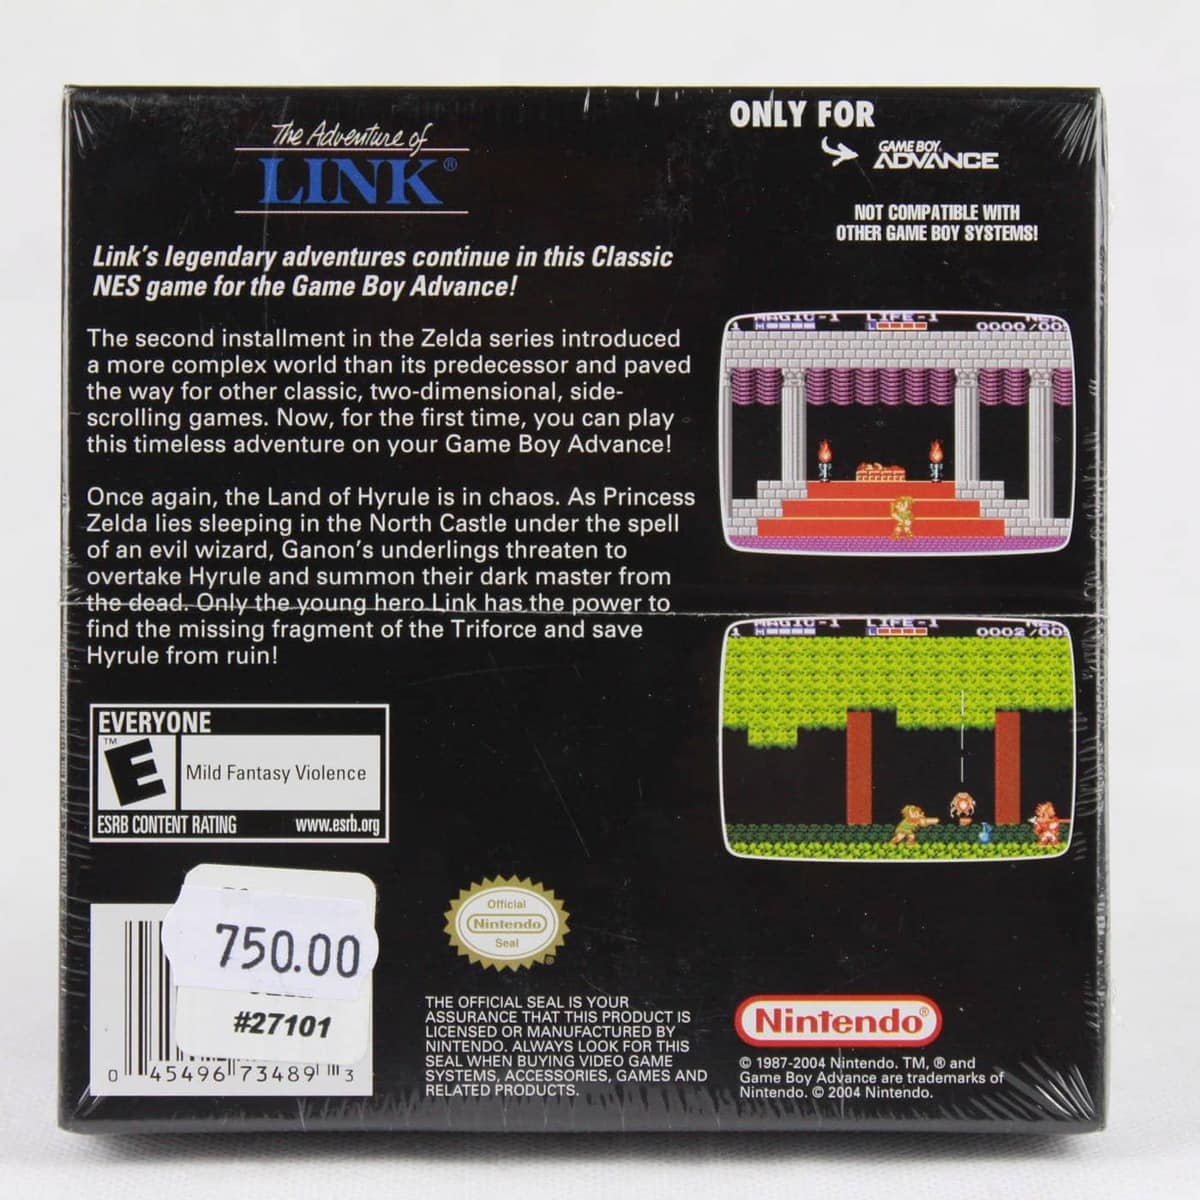 The Adventure of
LINK®
ONLY FOR
GAME BOY
ADVANCE
NOT COMPATIBLE WITH
OTHER GAME BOY SYSTEMS!
Link's legendary adventures continue in this Classic
NES game for the Game Boy Advance!
The second installment in the Zelda series introduced
a more complex world than its predecessor and paved
the way for other classic, two-dimensional, side-
scrolling games. Now, for the first time, you can play
this timeless adventure on your Game Boy Advance!
Once again, the Land of Hyrule is in chaos. As Princess
Zelda lies sleeping in the North Castle under the spell
of an evil wizard, Ganon's underlings threaten to
overtake Hyrule and summon their dark master from
the dead. Only the young hero Link has the power to
find the missing fragment of the Triforce and save
Hyrule from ruin!
MAGIC-1 LIFE-1
0000/00
MAGIC-1 LIFE-1
0002/00
EVERYONE
E™
Mild Fantasy Violence
ESRB CONTENT RATING www.esrb.org
750.00
#27101
0 45496 73489 3
Official
Nintendo
Seal
THE OFFICIAL SEAL IS YOUR
ASSURANCE THAT THIS PRODUCT IS
LICENSED OR MANUFACTURED BY
NINTENDO. ALWAYS LOOK FOR THIS
SEAL WHEN BUYING VIDEO GAME
SYSTEMS, ACCESSORIES, GAMES AND
RELATED PRODUCTS.
Nintendo®
© 1987-2004 Nintendo. TM, ® and
Game Boy Advance are trademarks of
Nintendo. © 2004 Nintendo.